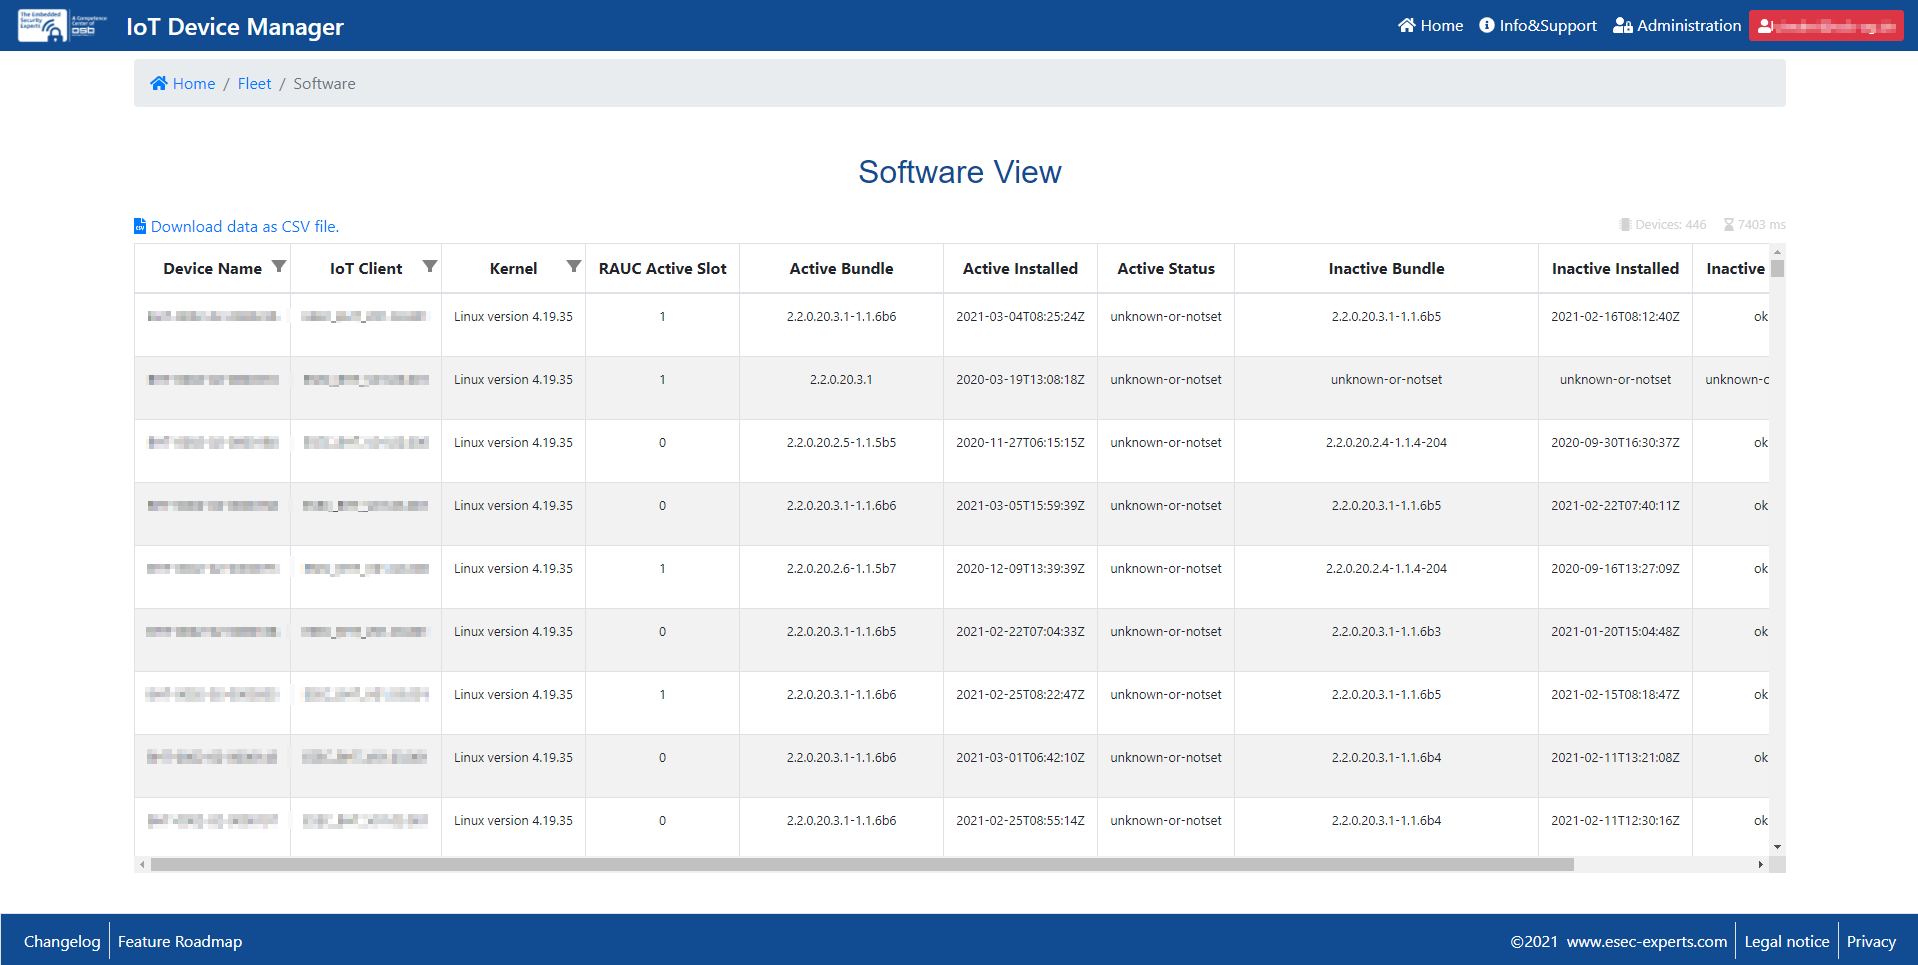 The Embedded Security Experts A Competence Center of osb IoT Device Manager Home Info&Support Administration
Home / Fleet / Software
Software View
Download data as CSV file. Devices: 446 7403 ms
Device Name IoT Client Kernel RAUC Active Slot Active Bundle Active Installed Active Status Inactive Bundle Inactive Installed Inactive
Linux version 4.19.35 1 2.2.0.20.3.1-1.1.6b6 2021-03-04T08:25:24Z unknown-or-notset 2.2.0.20.3.1-1.1.6b5 2021-02-16T08:12:40Z ok
Linux version 4.19.35 1 2.2.0.20.3.1 2020-03-19T13:08:18Z unknown-or-notset unknown-or-notset unknown-or-notset unknown-o
Linux version 4.19.35 0 2.2.0.20.2.5-1.1.5b5 2020-11-27T06:15:15Z unknown-or-notset 2.2.0.20.2.4-1.1.4-204 2020-09-30T16:30:37Z ok
Linux version 4.19.35 0 2.2.0.20.3.1-1.1.6b6 2021-03-05T15:59:39Z unknown-or-notset 2.2.0.20.3.1-1.1.6b5 2021-02-22T07:40:11Z ok
Linux version 4.19.35 1 2.2.0.20.2.6-1.1.5b7 2020-12-09T13:39:39Z unknown-or-notset 2.2.0.20.2.4-1.1.4-204 2020-09-16T13:27:09Z ok
Linux version 4.19.35 0 2.2.0.20.3.1-1.1.6b5 2021-02-22T07:04:33Z unknown-or-notset 2.2.0.20.3.1-1.1.6b3 2021-01-20T15:04:48Z ok
Linux version 4.19.35 1 2.2.0.20.3.1-1.1.6b6 2021-02-25T08:22:47Z unknown-or-notset 2.2.0.20.3.1-1.1.6b5 2021-02-15T08:18:47Z ok
Linux version 4.19.35 0 2.2.0.20.3.1-1.1.6b6 2021-03-01T06:42:10Z unknown-or-notset 2.2.0.20.3.1-1.1.6b4 2021-02-11T13:21:08Z ok
Linux version 4.19.35 0 2.2.0.20.3.1-1.1.6b6 2021-02-25T08:55:14Z unknown-or-notset 2.2.0.20.3.1-1.1.6b4 2021-02-11T12:30:16Z ok
Changelog Feature Roadmap ©2021 www.esec-experts.com Legal notice Privacy